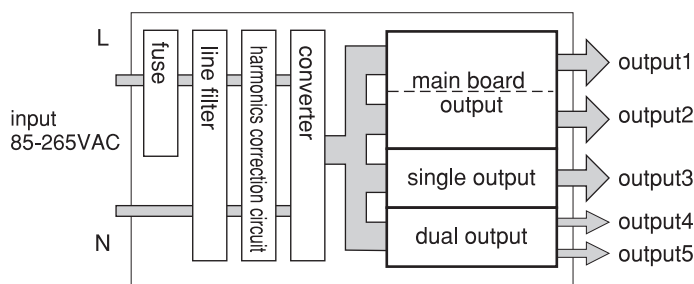 L
input
85-265VAC
N
fuse
line filter
harmonics correction circuit
converter
main board
output
single output
dual output
output1
output2
output3
output4
output5